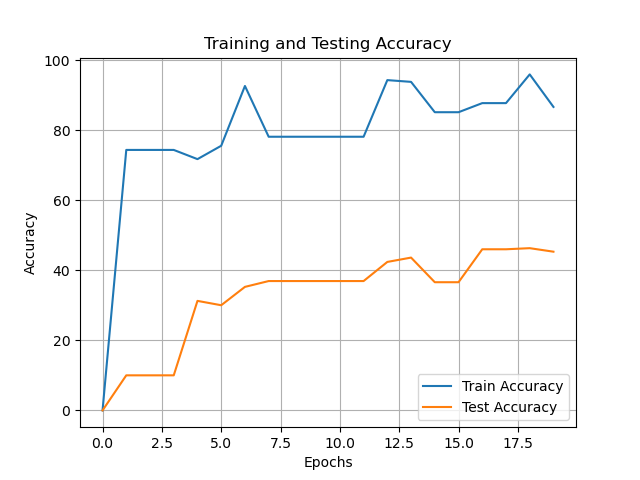 Training and Testing Accuracy
100
80
60
40
20
0
Accuracy
0.0 2.5 5.0 7.5 10.0 12.5 15.0 17.5
Epochs
Train Accuracy
Test Accuracy